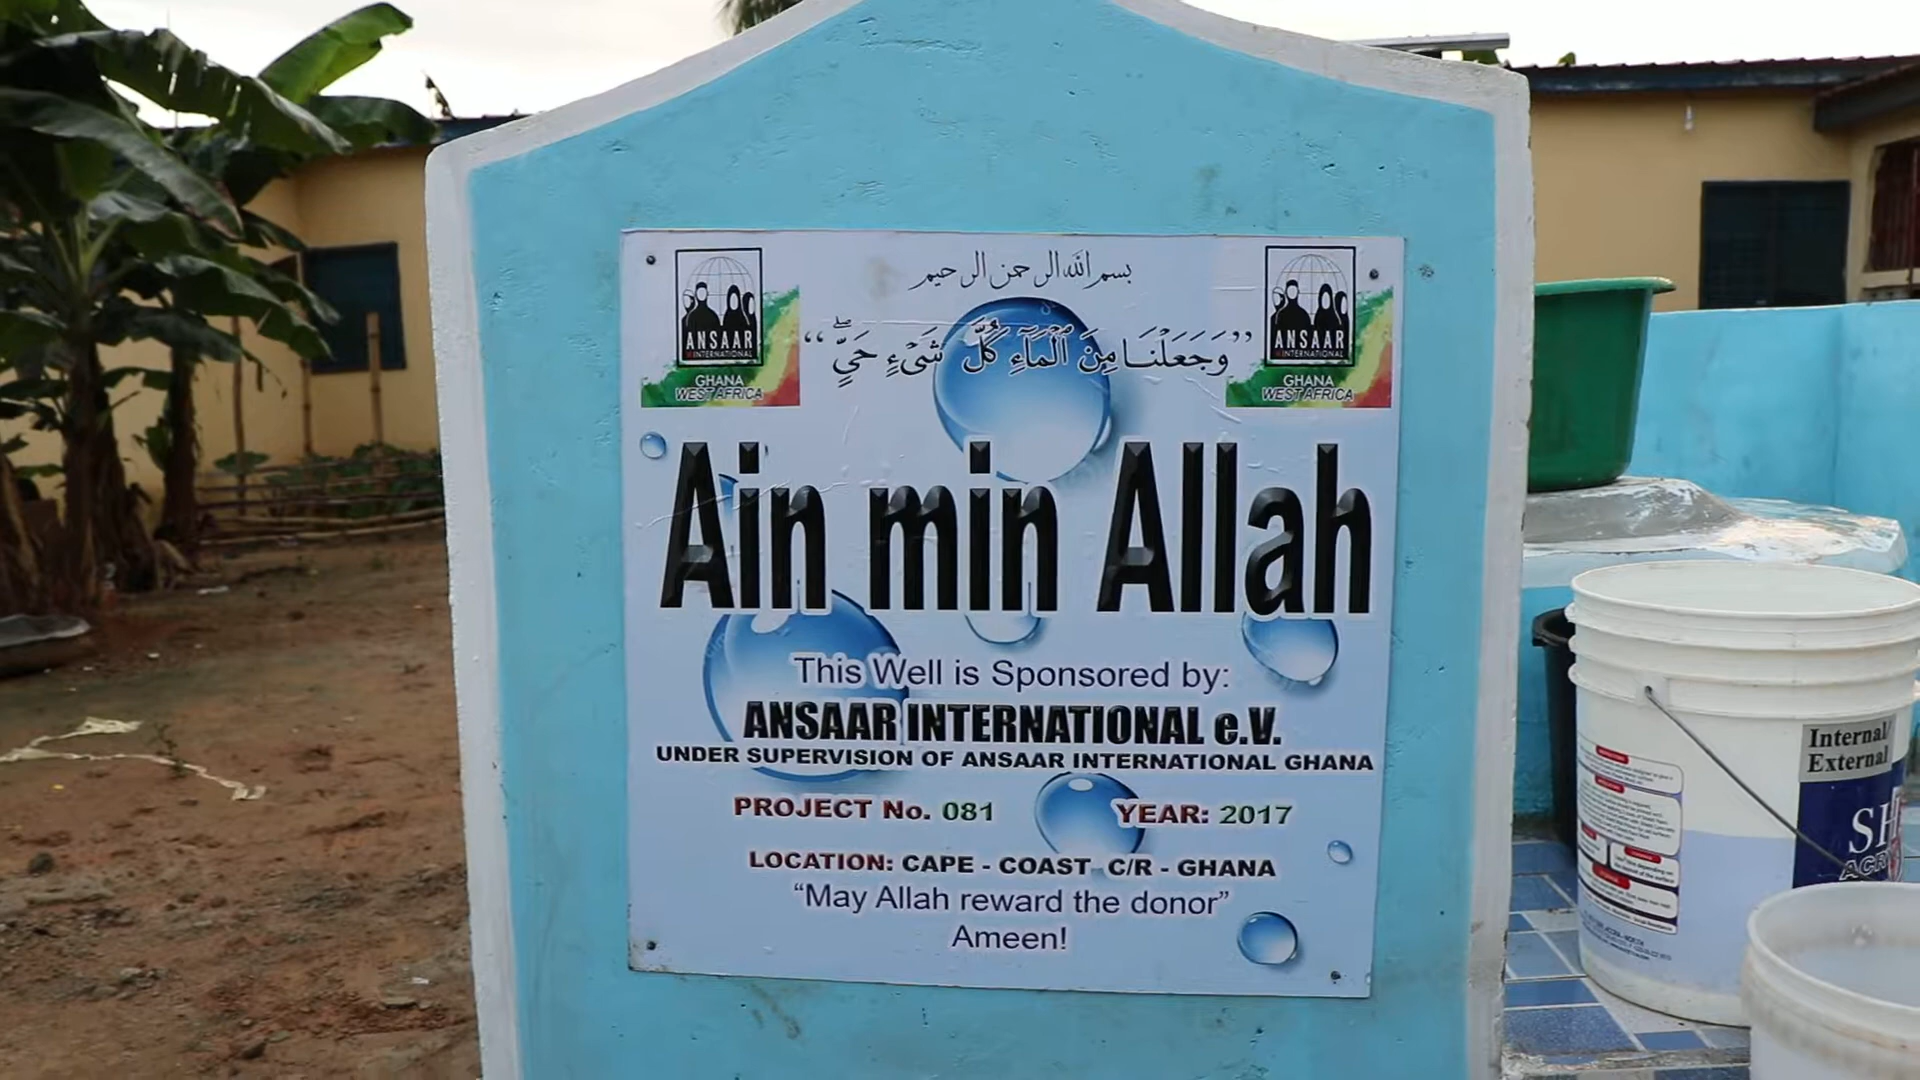 ANSAAR
INTERNATIONAL
GHANA
WEST AFRICA
بسم الله الرحمن الرحيم
”وَجَعَلْنَا مِنَ الْمَاءِ كُلَّ شَيْءٍ حَيٍّ ۖ“
ANSAAR
INTERNATIONAL
GHANA
WEST AFRICA
Ain min Allah
This Well is Sponsored by:
ANSAAR INTERNATIONAL e.V.
UNDER SUPERVISION OF ANSAAR INTERNATIONAL GHANA
PROJECT No. 081 YEAR: 2017
LOCATION: CAPE - COAST C/R - GHANA
“May Allah reward the donor”
Ameen!
Internal/
External